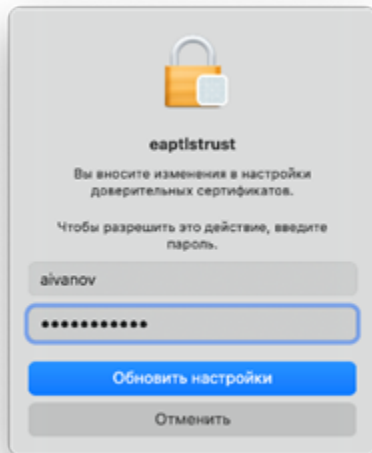 eaptlstrust
Вы вносите изменения в настройки
доверительных сертификатов.
Чтобы разрешить это действие, введите
пароль.
aivanov
•••••••••••
Обновить настройки
Отменить